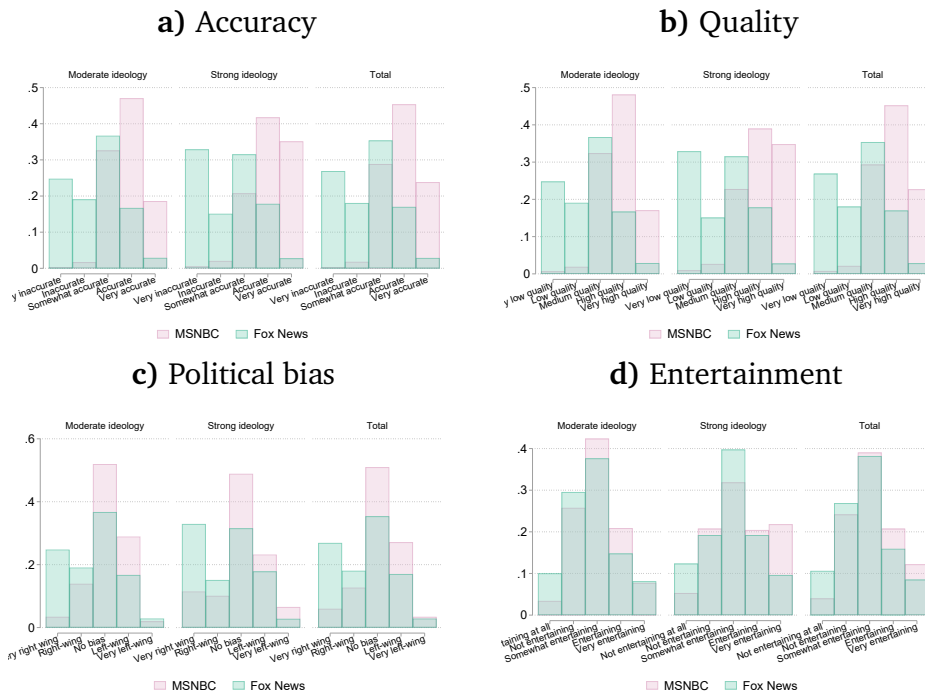 a) Accuracy
Moderate ideology Strong ideology Total
.5
.4
.3
.2
.1
0
y inaccurate Inaccurate Somewhat accurate Accurate Very accurate Very inaccurate Inaccurate Somewhat accurate Accurate Very accurate Very inaccurate Inaccurate Somewhat accurate Accurate Very accurate
MSNBC Fox News
b) Quality
Moderate ideology Strong ideology Total
.5
.4
.3
.2
.1
0
y low quality Low quality Medium quality High quality Very high quality Very low quality Low quality Medium quality High quality Very high quality Very low quality Low quality Medium quality High quality Very high quality
MSNBC Fox News
c) Political bias
Moderate ideology Strong ideology Total
.6
.4
.2
0
ery right wing Right-wing No bias Left-wing Very left-wing Very right wing Right-wing No bias Left-wing Very left-wing Very right wing Right-wing No bias Left-wing Very left-wing
MSNBC Fox News
d) Entertainment
Moderate ideology Strong ideology Total
.4
.3
.2
.1
0
taining at all Not entertaining Somewhat entertaining Entertaining Very entertaining Not entertaining at all Not entertaining Somewhat entertaining Entertaining Very entertaining Not entertaining at all Not entertaining Somewhat entertaining Entertaining Very entertaining
MSNBC Fox News